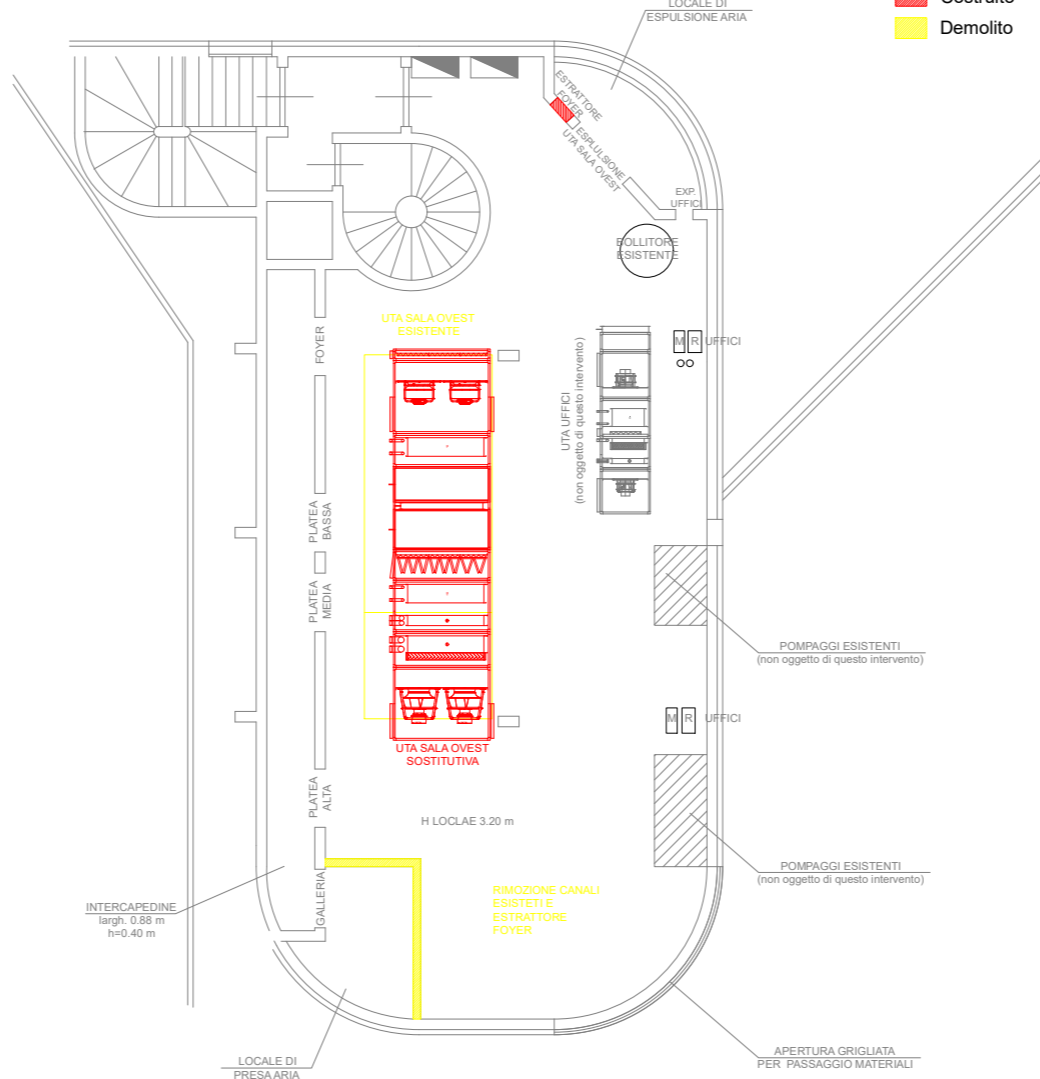 LOCALE DI
ESPULSIONE ARIA
Costruito
Demolito
ESTRATTORE
FOYER
ESPLULSIONE
UTA SALA OVEST
EXP.
UFFICI
BOLLITORE
ESISTENTE
UTA SALA OVEST
ESISTENTE
FOYER
M R UFFICI
UTA UFFICI
(non oggetto di questo intervento)
PLATEA
BASSA
PLATEA
MEDIA
POMPAGGI ESISTENTI
(non oggetto di questo intervento)
M R UFFICI
UTA SALA OVEST
SOSTITUTIVA
PLATEA
ALTA
H LOCLAE 3.20 m
POMPAGGI ESISTENTI
(non oggetto di questo intervento)
GALLERIA
RIMOZIONE CANALI
ESISTETI E
ESTRATTORE
FOYER
INTERCAPEDINE
largh. 0.88 m
h=0.40 m
LOCALE DI
PRESA ARIA
APERTURA GRIGLIATA
PER PASSAGGIO MATERIALI